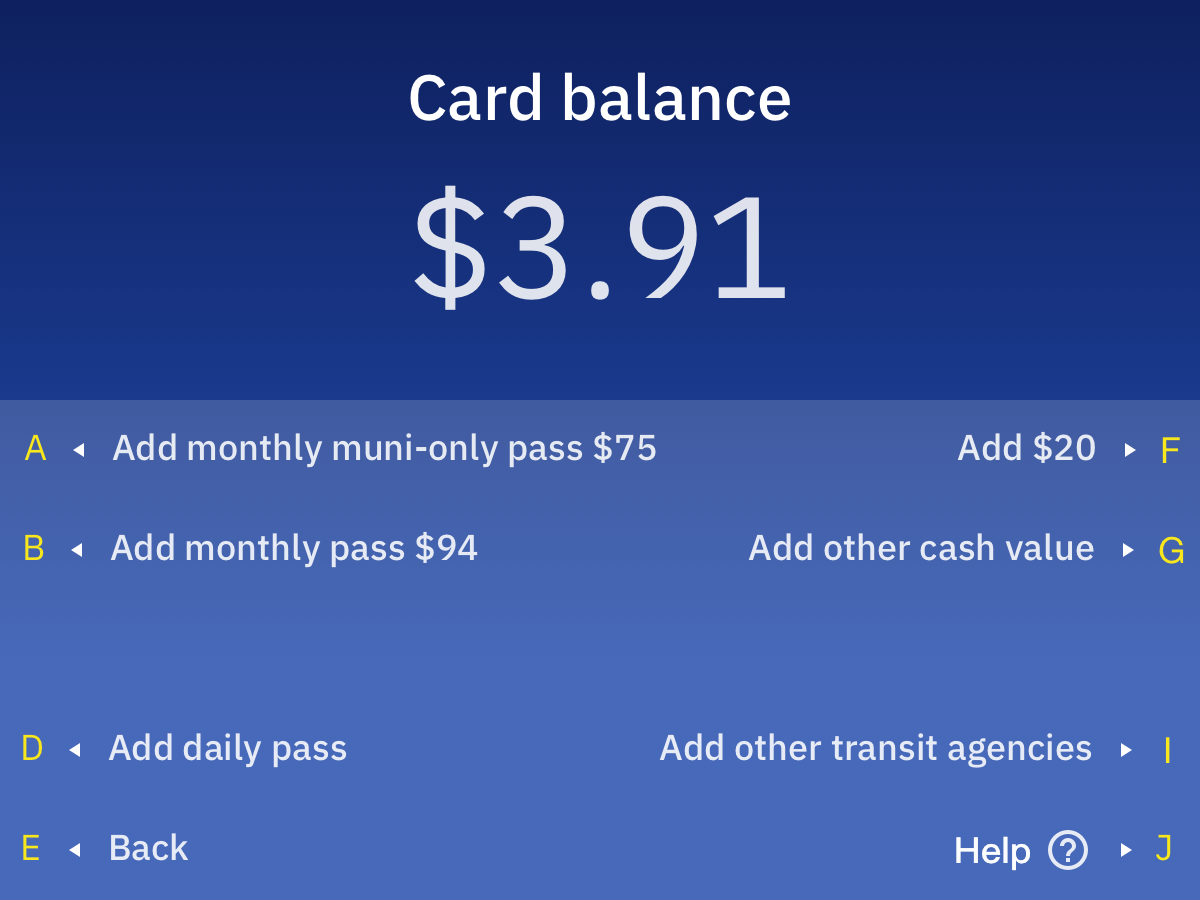 Card balance
$3.91
A Add monthly muni-only pass $75
Add $20 F
B Add monthly pass $94
Add other cash value G
D Add daily pass
Add other transit agencies I
E Back
Help ? J